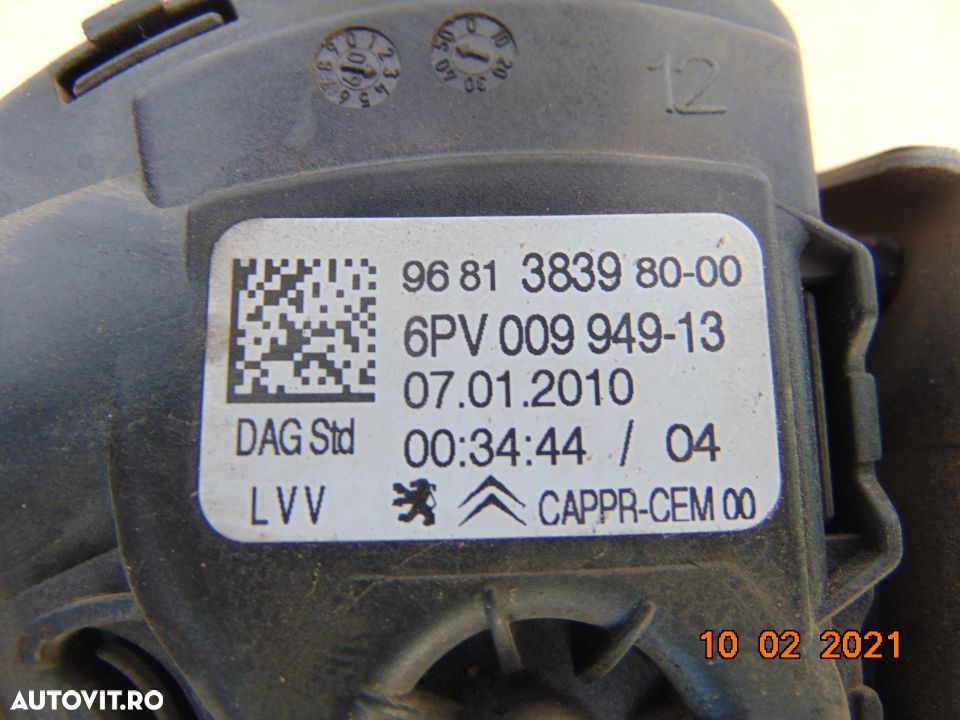 12
96 81 3839 80-00
6PV 009 949-13
07.01.2010
DAG Std
00:34:44 / 04
LVV
CAPPR-CEM 00
10 02 2021
AUTOVIT.RO